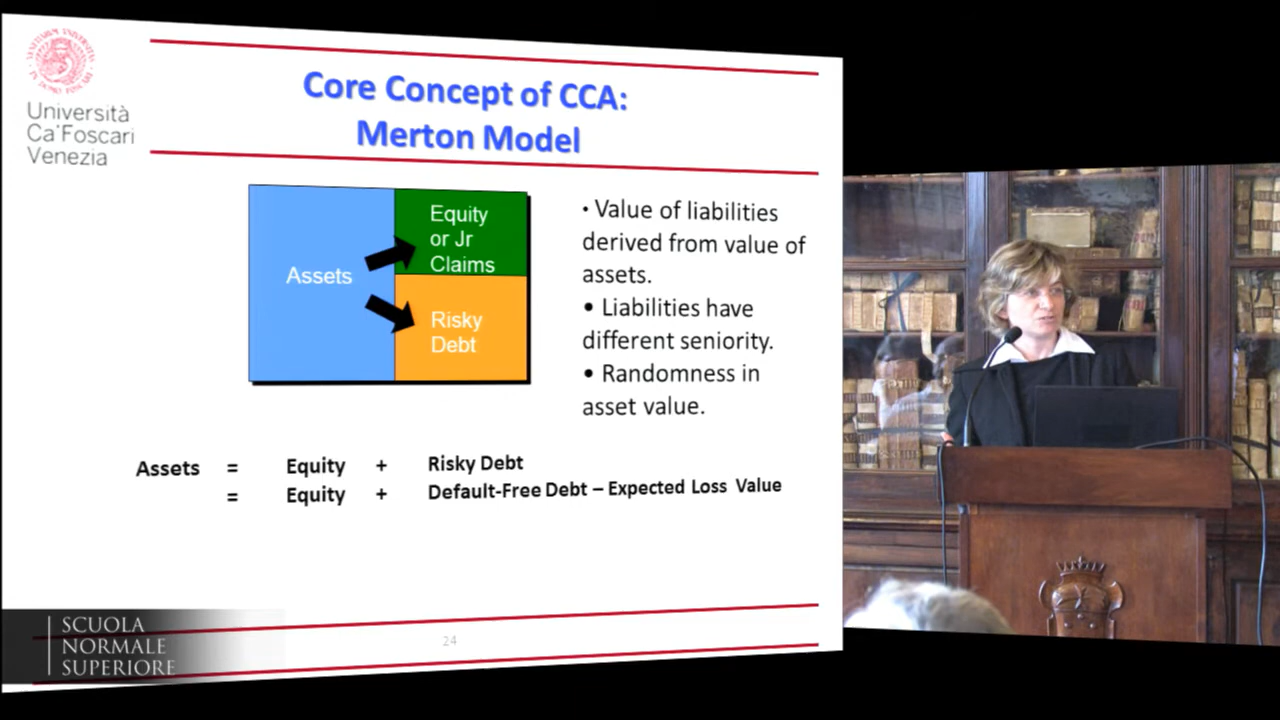 Università
Ca'Foscari
Venezia
Core Concept of CCA:
Merton Model
Assets
Equity
or Jr
Claims
Risky
Debt
· Value of liabilities
derived from value of
assets.
• Liabilities have
different seniority.
• Randomness in
asset value.
Assets = Equity + Risky Debt
= Equity + Default-Free Debt – Expected Loss Value
24
SCUOLA
NORMALE
SUPERIORE